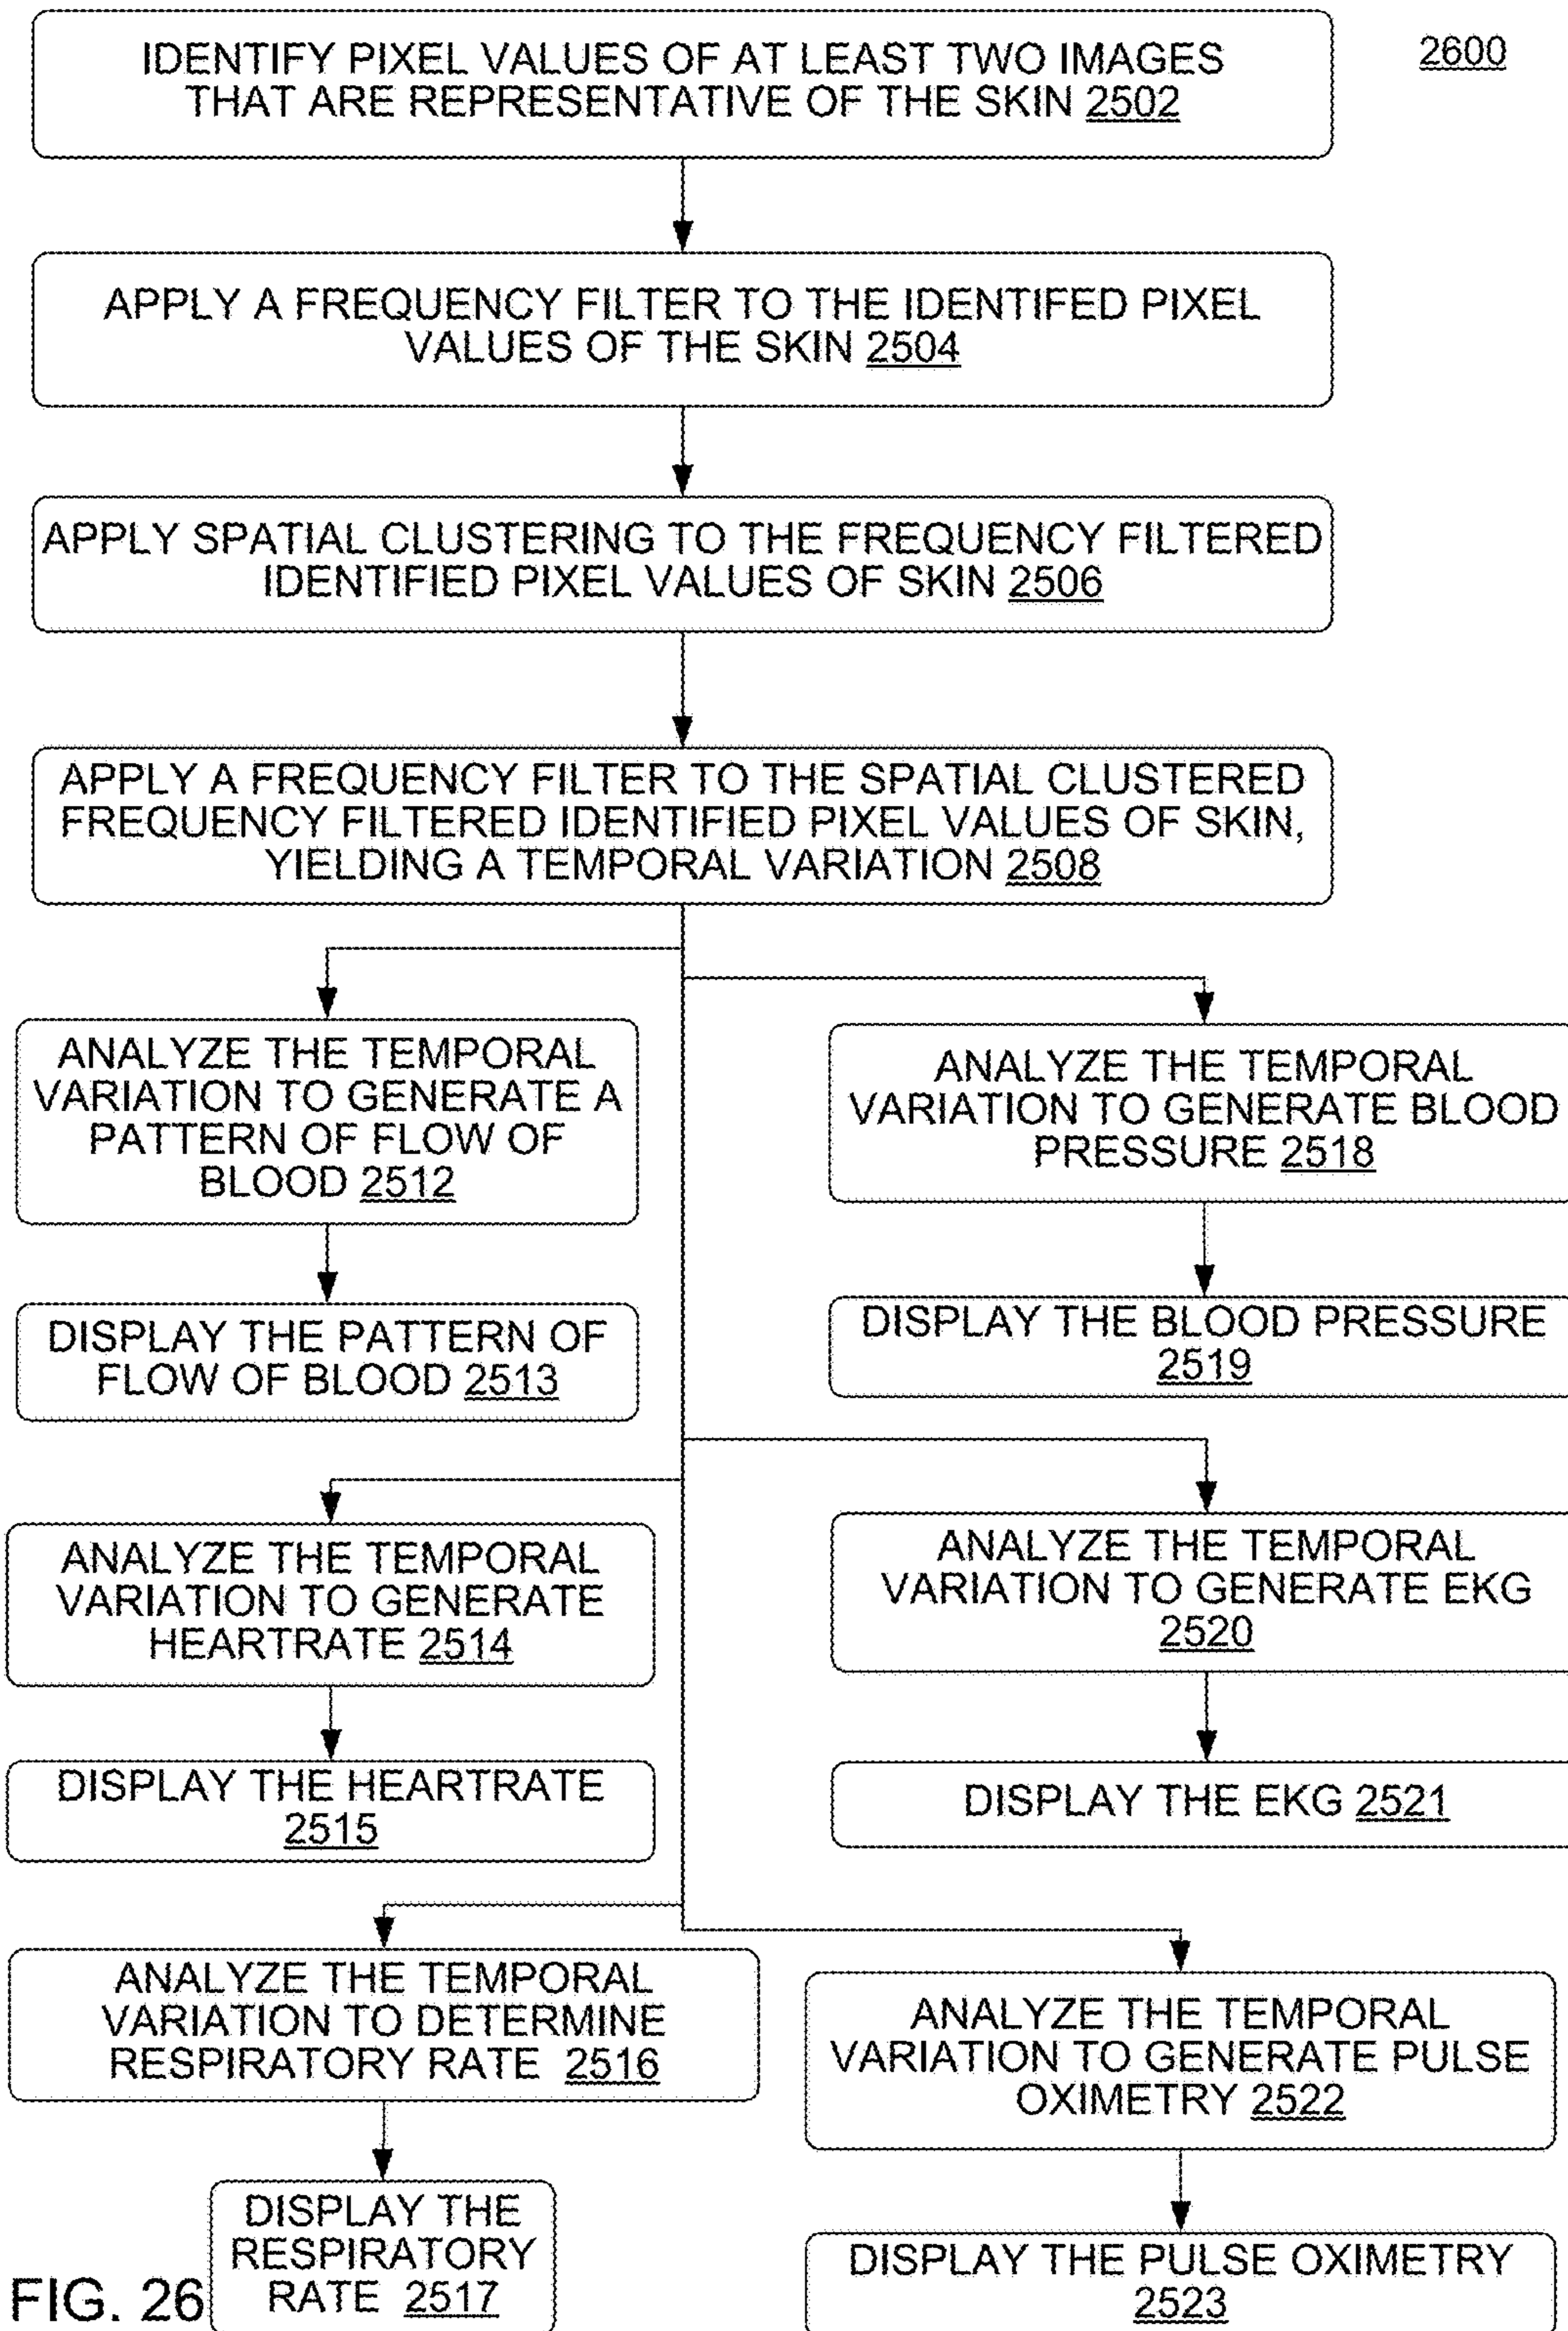 IDENTIFY PIXEL VALUES OF AT LEAST TWO IMAGES
THAT ARE REPRESENTATIVE OF THE SKIN 2502
2600
APPLY A FREQUENCY FILTER TO THE IDENTIFED PIXEL
VALUES OF THE SKIN 2504
APPLY SPATIAL CLUSTERING TO THE FREQUENCY FILTERED
IDENTIFIED PIXEL VALUES OF SKIN 2506
APPLY A FREQUENCY FILTER TO THE SPATIAL CLUSTERED
FREQUENCY FILTERED IDENTIFIED PIXEL VALUES OF SKIN,
YIELDING A TEMPORAL VARIATION 2508
ANALYZE THE TEMPORAL
VARIATION TO GENERATE A
PATTERN OF FLOW OF
BLOOD 2512
ANALYZE THE TEMPORAL
VARIATION TO GENERATE BLOOD
PRESSURE 2518
DISPLAY THE PATTERN OF
FLOW OF BLOOD 2513
DISPLAY THE BLOOD PRESSURE
2519
ANALYZE THE TEMPORAL
VARIATION TO GENERATE
HEARTRATE 2514
ANALYZE THE TEMPORAL
VARIATION TO GENERATE EKG
2520
DISPLAY THE HEARTRATE
2515
DISPLAY THE EKG 2521
ANALYZE THE TEMPORAL
VARIATION TO DETERMINE
RESPIRATORY RATE 2516
ANALYZE THE TEMPORAL
VARIATION TO GENERATE PULSE
OXIMETRY 2522
DISPLAY THE
RESPIRATORY
RATE 2517
DISPLAY THE PULSE OXIMETRY
2523
FIG. 26